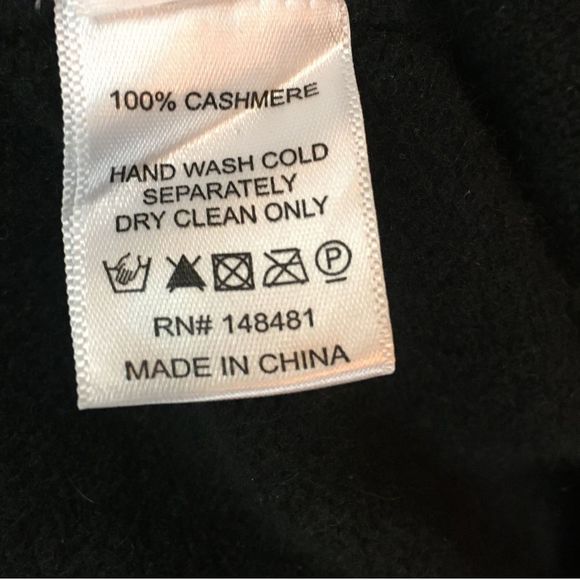 100% CASHMERE
HAND WASH COLD
SEPARATELY
DRY CLEAN ONLY
P
RN# 148481
MADE IN CHINA